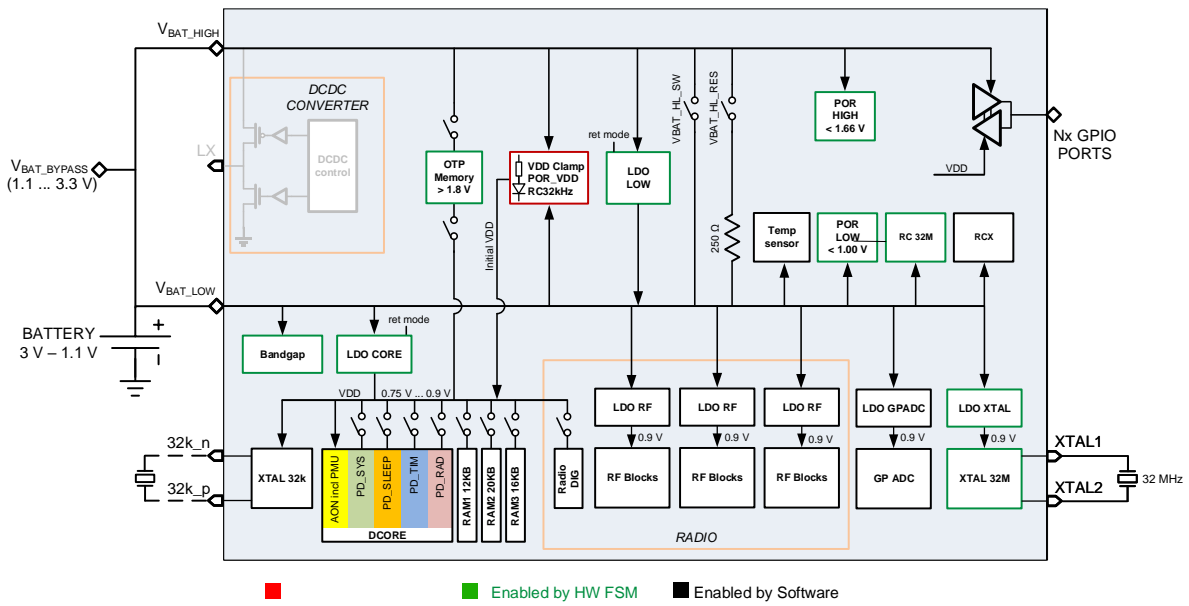 VBAT_HIGH
DCDC
CONVERTER
LX
DCDC
control
VBAT_BYPASS
(1.1 ... 3.3 V)
OTP
Memory
> 1.8 V
VDD Clamp
POR_VDD
RC32kHz
ret mode
LDO
LOW
VBAT_HL_SW
VBAT_HL_RES
POR
HIGH
< 1.66 V
Nx GPIO
PORTS
VDD
Initial VDD
250 Ω
Temp
sensor
POR
LOW
< 1.00 V
RC 32M
RCX
VBAT_LOW
BATTERY
3 V – 1.1 V
+
Bandgap
ret mode
LDO CORE
VDD
0.75 V ... 0.9 V
LDO RF
LDO RF
LDO RF
LDO GPADC
LDO XTAL
0.9 V
0.9 V
0.9 V
0.9 V
0.9 V
32k_n
32k_p
XTAL 32k
AON incl PMU
PD_SYS
PD_SLEEP
PD_TIM
PD_RAD
DCORE
RAM1 12KB
RAM2 20KB
RAM3 16KB
Radio
DIG
RF Blocks
RF Blocks
RF Blocks
RADIO
GP ADC
XTAL 32M
XTAL1
XTAL2
32 MHz
Enabled by HW FSM
Enabled by Software